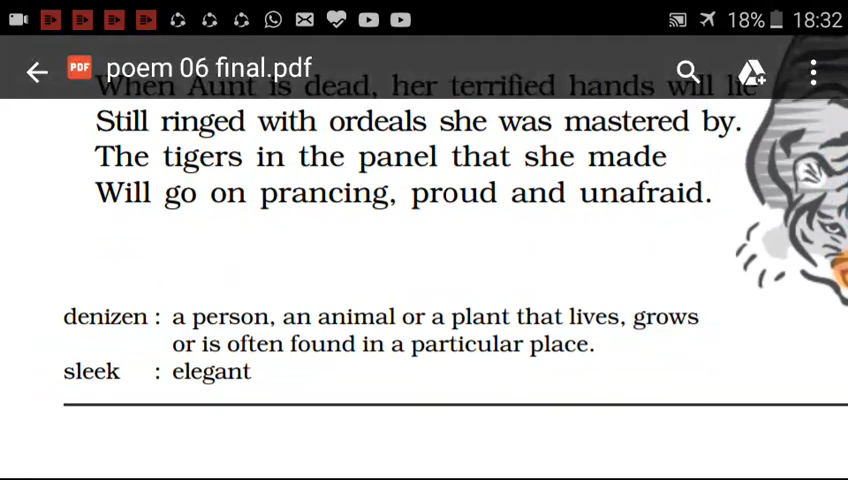 18% 18:32
PDF poem 06 final.pdf
When Aunt is dead, her terrified hands will lie
Still ringed with ordeals she was mastered by.
The tigers in the panel that she made
Will go on prancing, proud and unafraid.
denizen : a person, an animal or a plant that lives, grows
or is often found in a particular place.
sleek : elegant